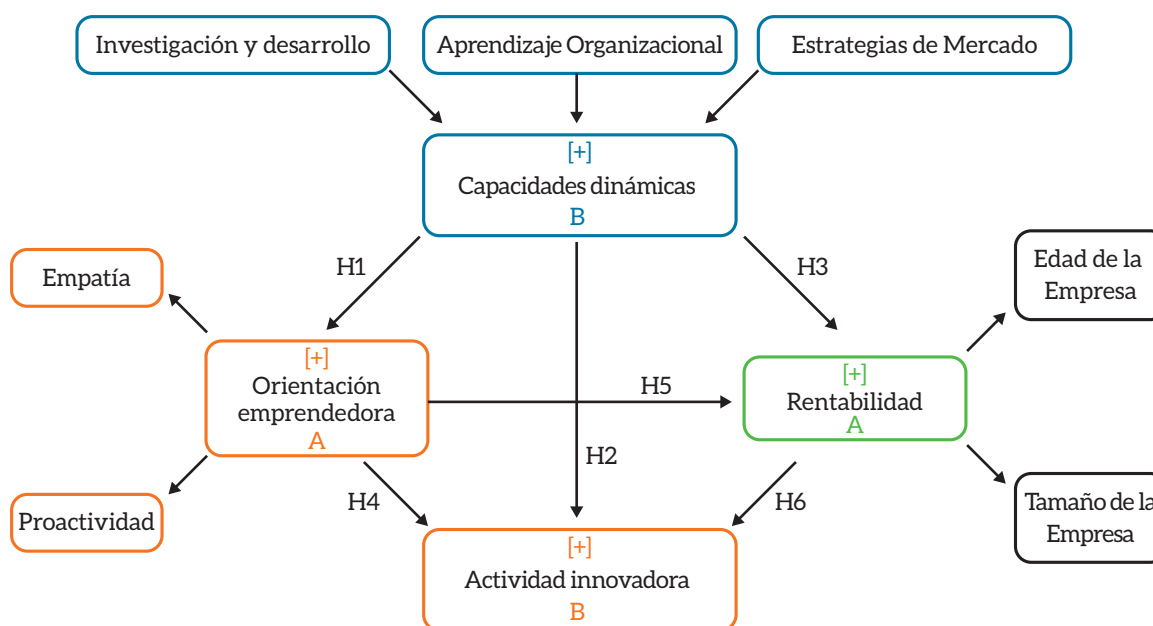 Investigación y desarrollo
Aprendizaje Organizacional
Estrategias de Mercado
[+]
Capacidades dinámicas
B
H1
H3
Empatía
Edad de la
Empresa
[+]
Orientación
emprendedora
A
H5
[+]
Rentabilidad
A
H2
H4
H6
Proactividad
Tamaño de la
Empresa
[+]
Actividad innovadora
B